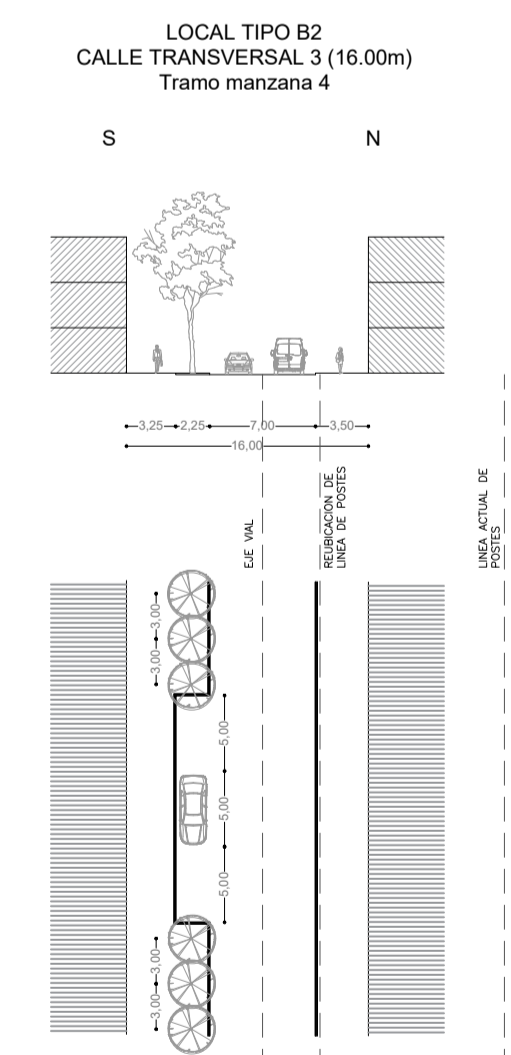 LOCAL TIPO B2
CALLE TRANSVERSAL 3 (16.00m)
Tramo manzana 4
S
N
3,25
2,25
7,00
3,50
16,00
EJE VIAL
REUBICACION DE
LINEA DE POSTES
LINEA ACTUAL DE
POSTES
3,00
3,00
5,00
5,00
5,00
3,00
3,00